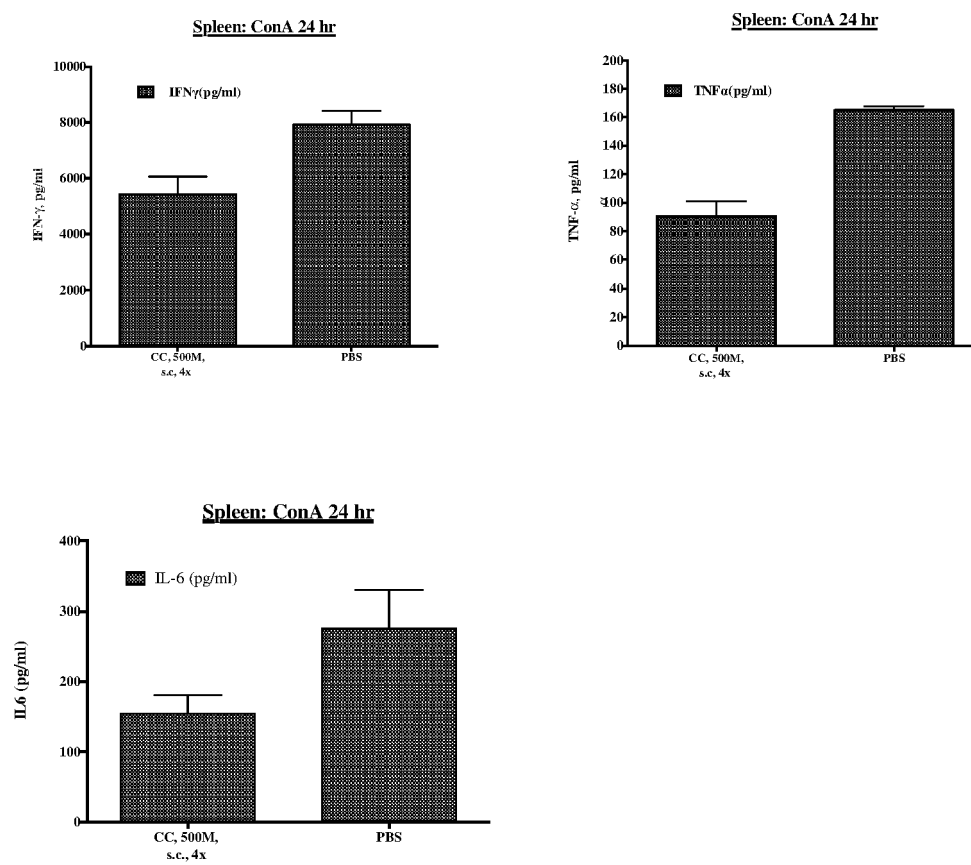 Spleen: ConA 24 hr
10000
8000
6000
4000
2000
0
IFN-γ, pg/ml
IFNγ(pg/ml)
CC, 500M,
s.c, 4x
PBS
Spleen: ConA 24 hr
200
180
160
140
120
100
80
60
40
20
0
TNF-α, pg/ml
TNFα(pg/ml)
CC, 500M,
s.c, 4x
PBS
Spleen: ConA 24 hr
400
300
200
100
0
IL6 (pg/ml)
IL-6 (pg/ml)
CC, 500M,
s.c., 4x
PBS